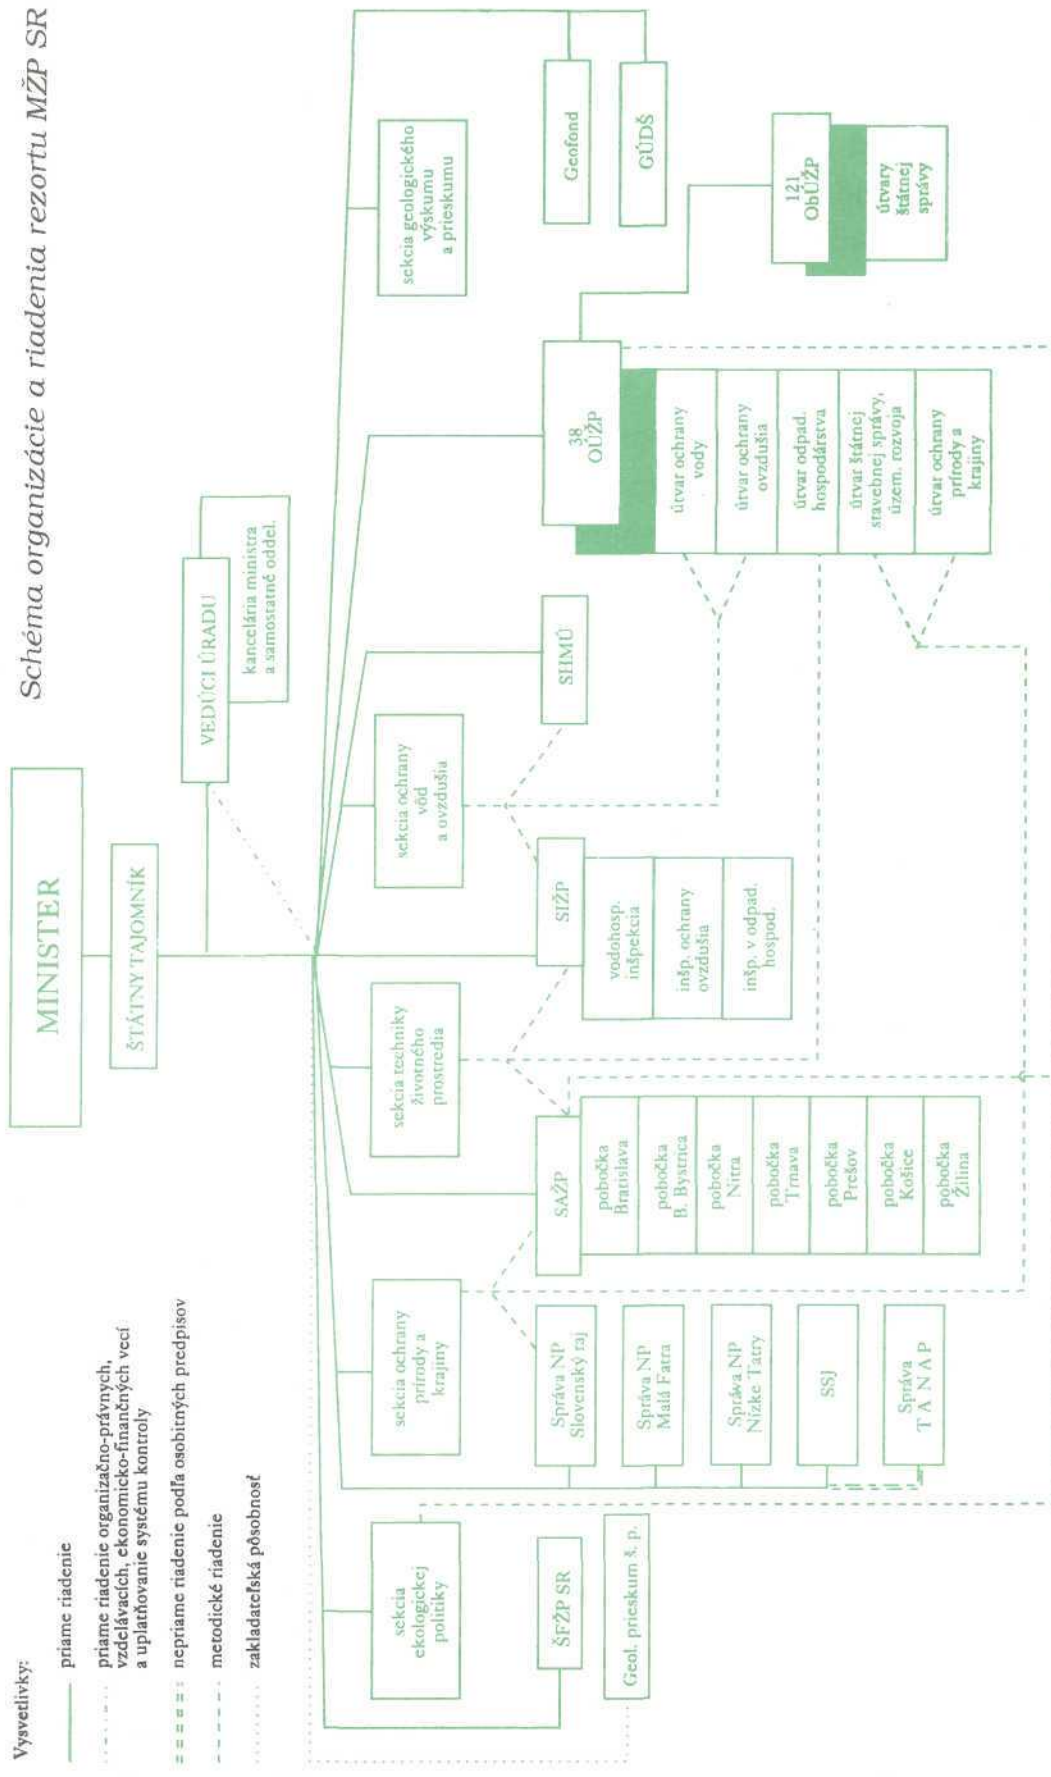 Schéma organizácie a riadenia rezortu MŽP SR
MINISTER
ŠTÁTNY TAJOMNÍK
VEDÚCI ÚRADU
kancelária ministra
a samostatné oddel.
Vysvetlivky:
priame riadenie
priame riadenie organizačno-právnych,
vzdelávacích, ekonomicko-finančných vecí
a uplatňovanie systému kontroly
nepriame riadenie podľa osobitných predpisov
metodické riadenie
zakladateľská pôsobnosť
sekcia
ekologickej
politiky
sekcia ochrany
prírody a
krajiny
sekcia techniky
životného
prostredia
sekcia ochrany
vôd
a ovzdušia
sekcia geologického
výskumu
a prieskumu
ŠFŽP SR
Geol. prieskum š. p.
Správa NP
Slovenský raj
Správa NP
Malá Fatra
Správa NP
Nízke Tatry
SSJ
Správa
T A N A P
SAŽP
pobočka
Bratislava
pobočka
B. Bystrica
pobočka
Nitra
pobočka
Trnava
pobočka
Prešov
pobočka
Košice
pobočka
Žilina
SIŽP
vodohosp.
inšpekcia
inšp. ochrany
ovzdušia
inšp. v odpad.
hospod.
SHMÚ
38
OÚŽP
útvar ochrany
vody
útvar ochrany
ovzdušia
útvar odpad.
hospodárstva
útvar štátnej
stavebnej správy,
územ. rozvoja
útvar ochrany
prírody a
krajiny
Geofond
GÚDŠ
121
ObÚŽP
útvary
štátnej
správy